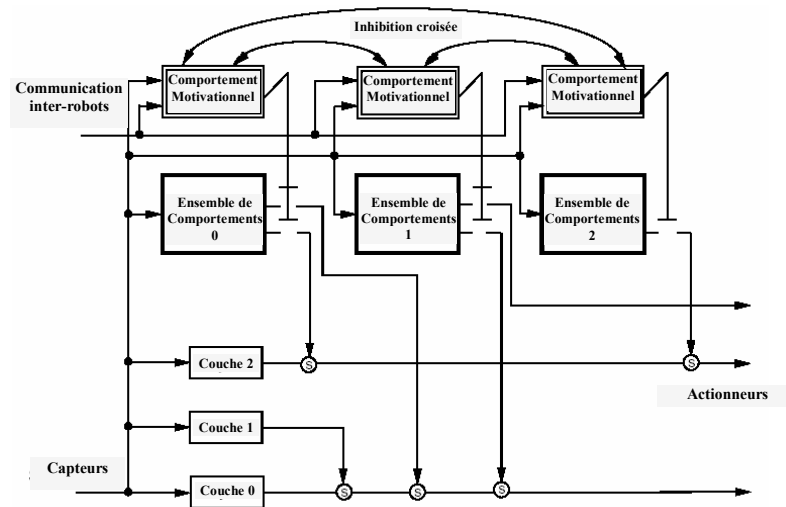 Inhibition croisée
Comportement
Motivationnel
Comportement
Motivationnel
Comportement
Motivationnel
Communication
inter-robots
Ensemble de
Comportements
0
Ensemble de
Comportements
1
Ensemble de
Comportements
2
Couche 2
S
S
Actionneurs
Couche 1
Capteurs
Couche 0
S
S
S